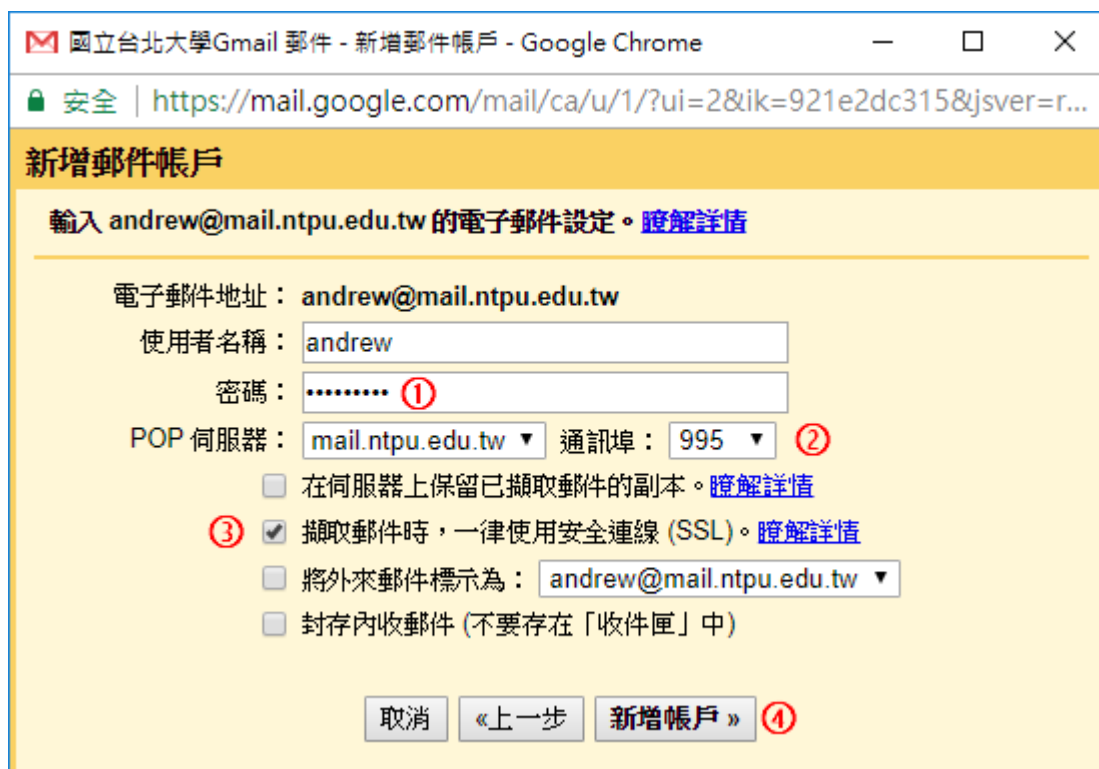 國立台北大學Gmail 郵件 - 新增郵件帳戶 - Google Chrome
安全 | https://mail.google.com/mail/ca/u/1/?ui=2&ik=921e2dc315&jsver=r...
新增郵件帳戶
輸入 andrew@mail.ntpu.edu.tw 的電子郵件設定。瞭解詳情
電子郵件地址： andrew@mail.ntpu.edu.tw
使用者名稱： andrew
密碼： ••••••••• ①
POP 伺服器： mail.ntpu.edu.tw ▼ 通訊埠： 995 ▼ ②
在伺服器上保留已擷取郵件的副本。瞭解詳情
③ 擷取郵件時，一律使用安全連線 (SSL)。瞭解詳情
將外來郵件標示為： andrew@mail.ntpu.edu.tw ▼
封存內收郵件 (不要存在「收件匣」中)
取消 «上一步 新增帳戶 » ④